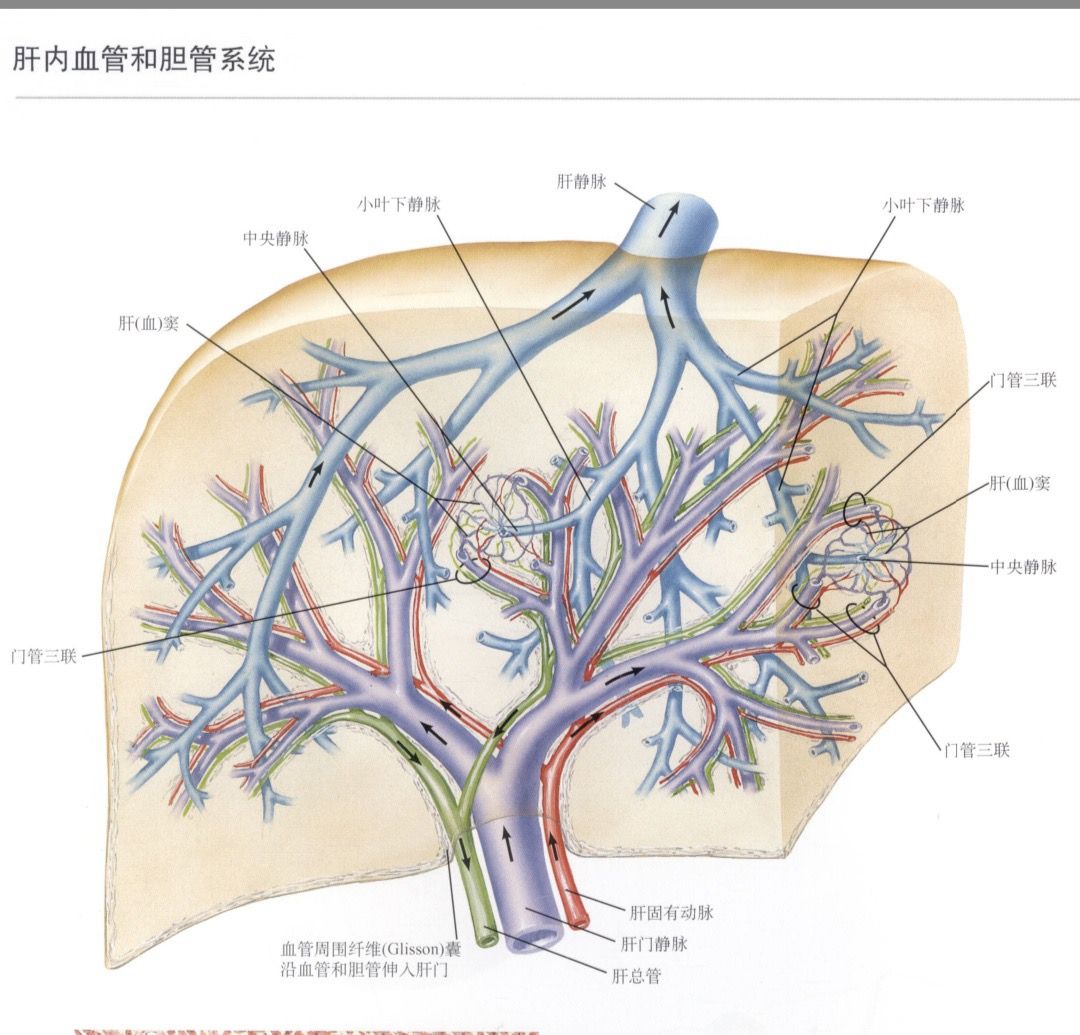 肝内血管和胆管系统
肝静脉
小叶下静脉
小叶下静脉
中央静脉
肝(血)窦
门管三联
肝(血)窦
中央静脉
门管三联
门管三联
肝固有动脉
肝门静脉
血管周围纤维(Glisson)囊
沿血管和胆管伸入肝门
肝总管